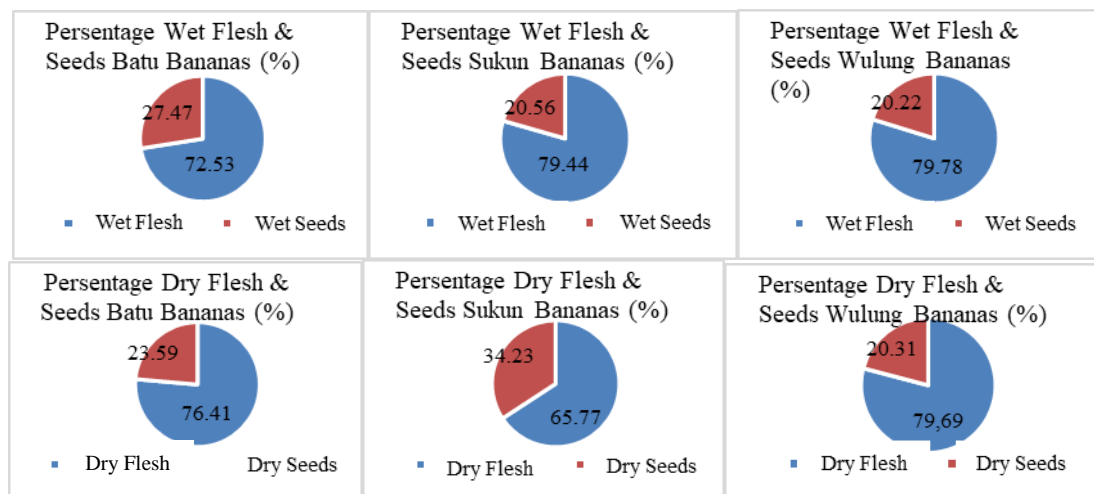 Persentage Wet Flesh &
Seeds Batu Bananas (%)
27.47
72.53
Wet Flesh
Wet Seeds
Persentage Wet Flesh &
Seeds Sukun Bananas (%)
20.56
79.44
Wet Flesh
Wet Seeds
Persentage Wet Flesh &
Seeds Wulung Bananas
(%)
20.22
79.78
Wet Flesh
Wet Seeds
Persentage Dry Flesh &
Seeds Batu Bananas (%)
23.59
76.41
Dry Flesh
Dry Seeds
Persentage Dry Flesh &
Seeds Sukun Bananas (%)
34.23
65.77
Dry Flesh
Dry Seeds
Persentage Dry Flesh &
Seeds Wulung Bananas (%)
20.31
79,69
Dry Flesh
Dry Seeds